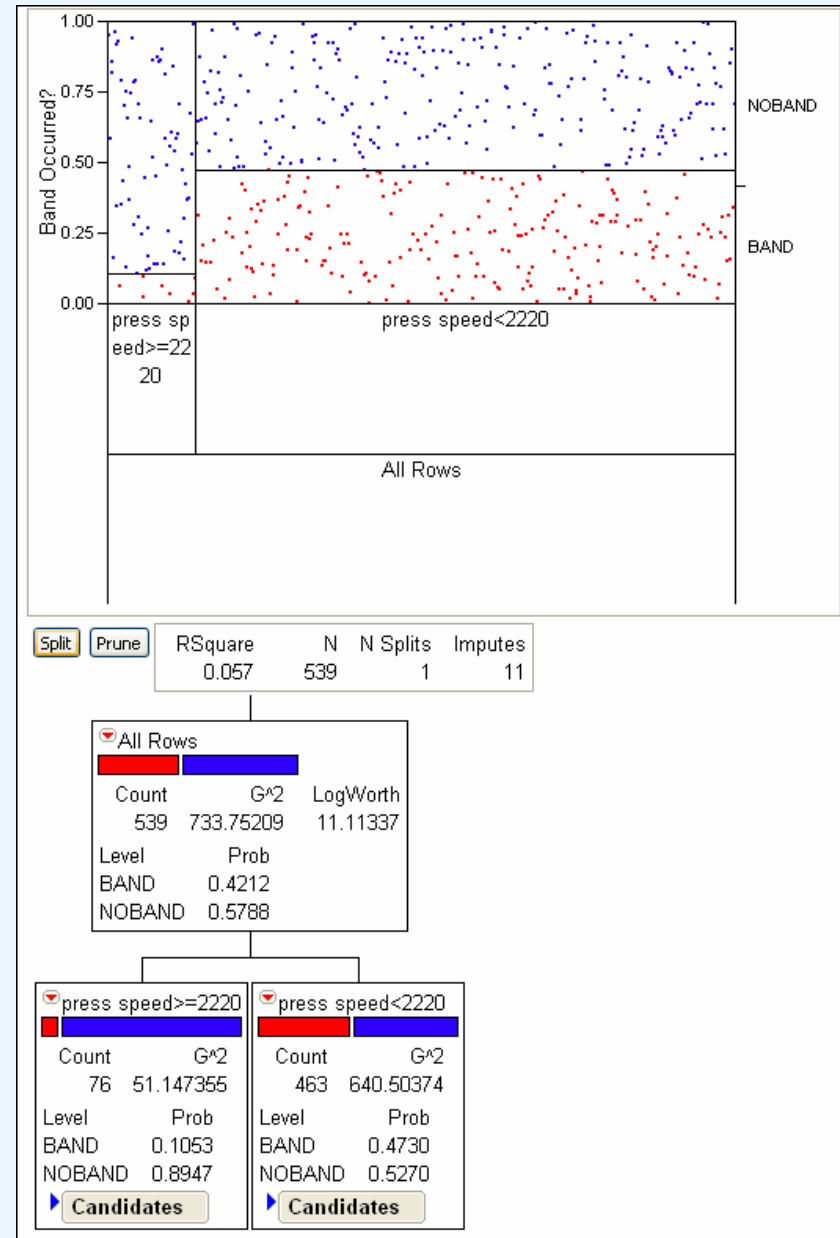 1.00
0.75
0.50
0.25
0.00
Band Occurred?
NOBAND
BAND
press sp
eed>=22
20
press speed<2220
All Rows
Split Prune
RSquare N N Splits Imputes
0.057 539 1 11
All Rows
Count G^2 LogWorth
539 733.75209 11.11337
Level Prob
BAND 0.4212
NOBAND 0.5788
press speed>=2220
Count G^2
76 51.147355
Level Prob
BAND 0.1053
NOBAND 0.8947
Candidates
press speed<2220
Count G^2
463 640.50374
Level Prob
BAND 0.4730
NOBAND 0.5270
Candidates